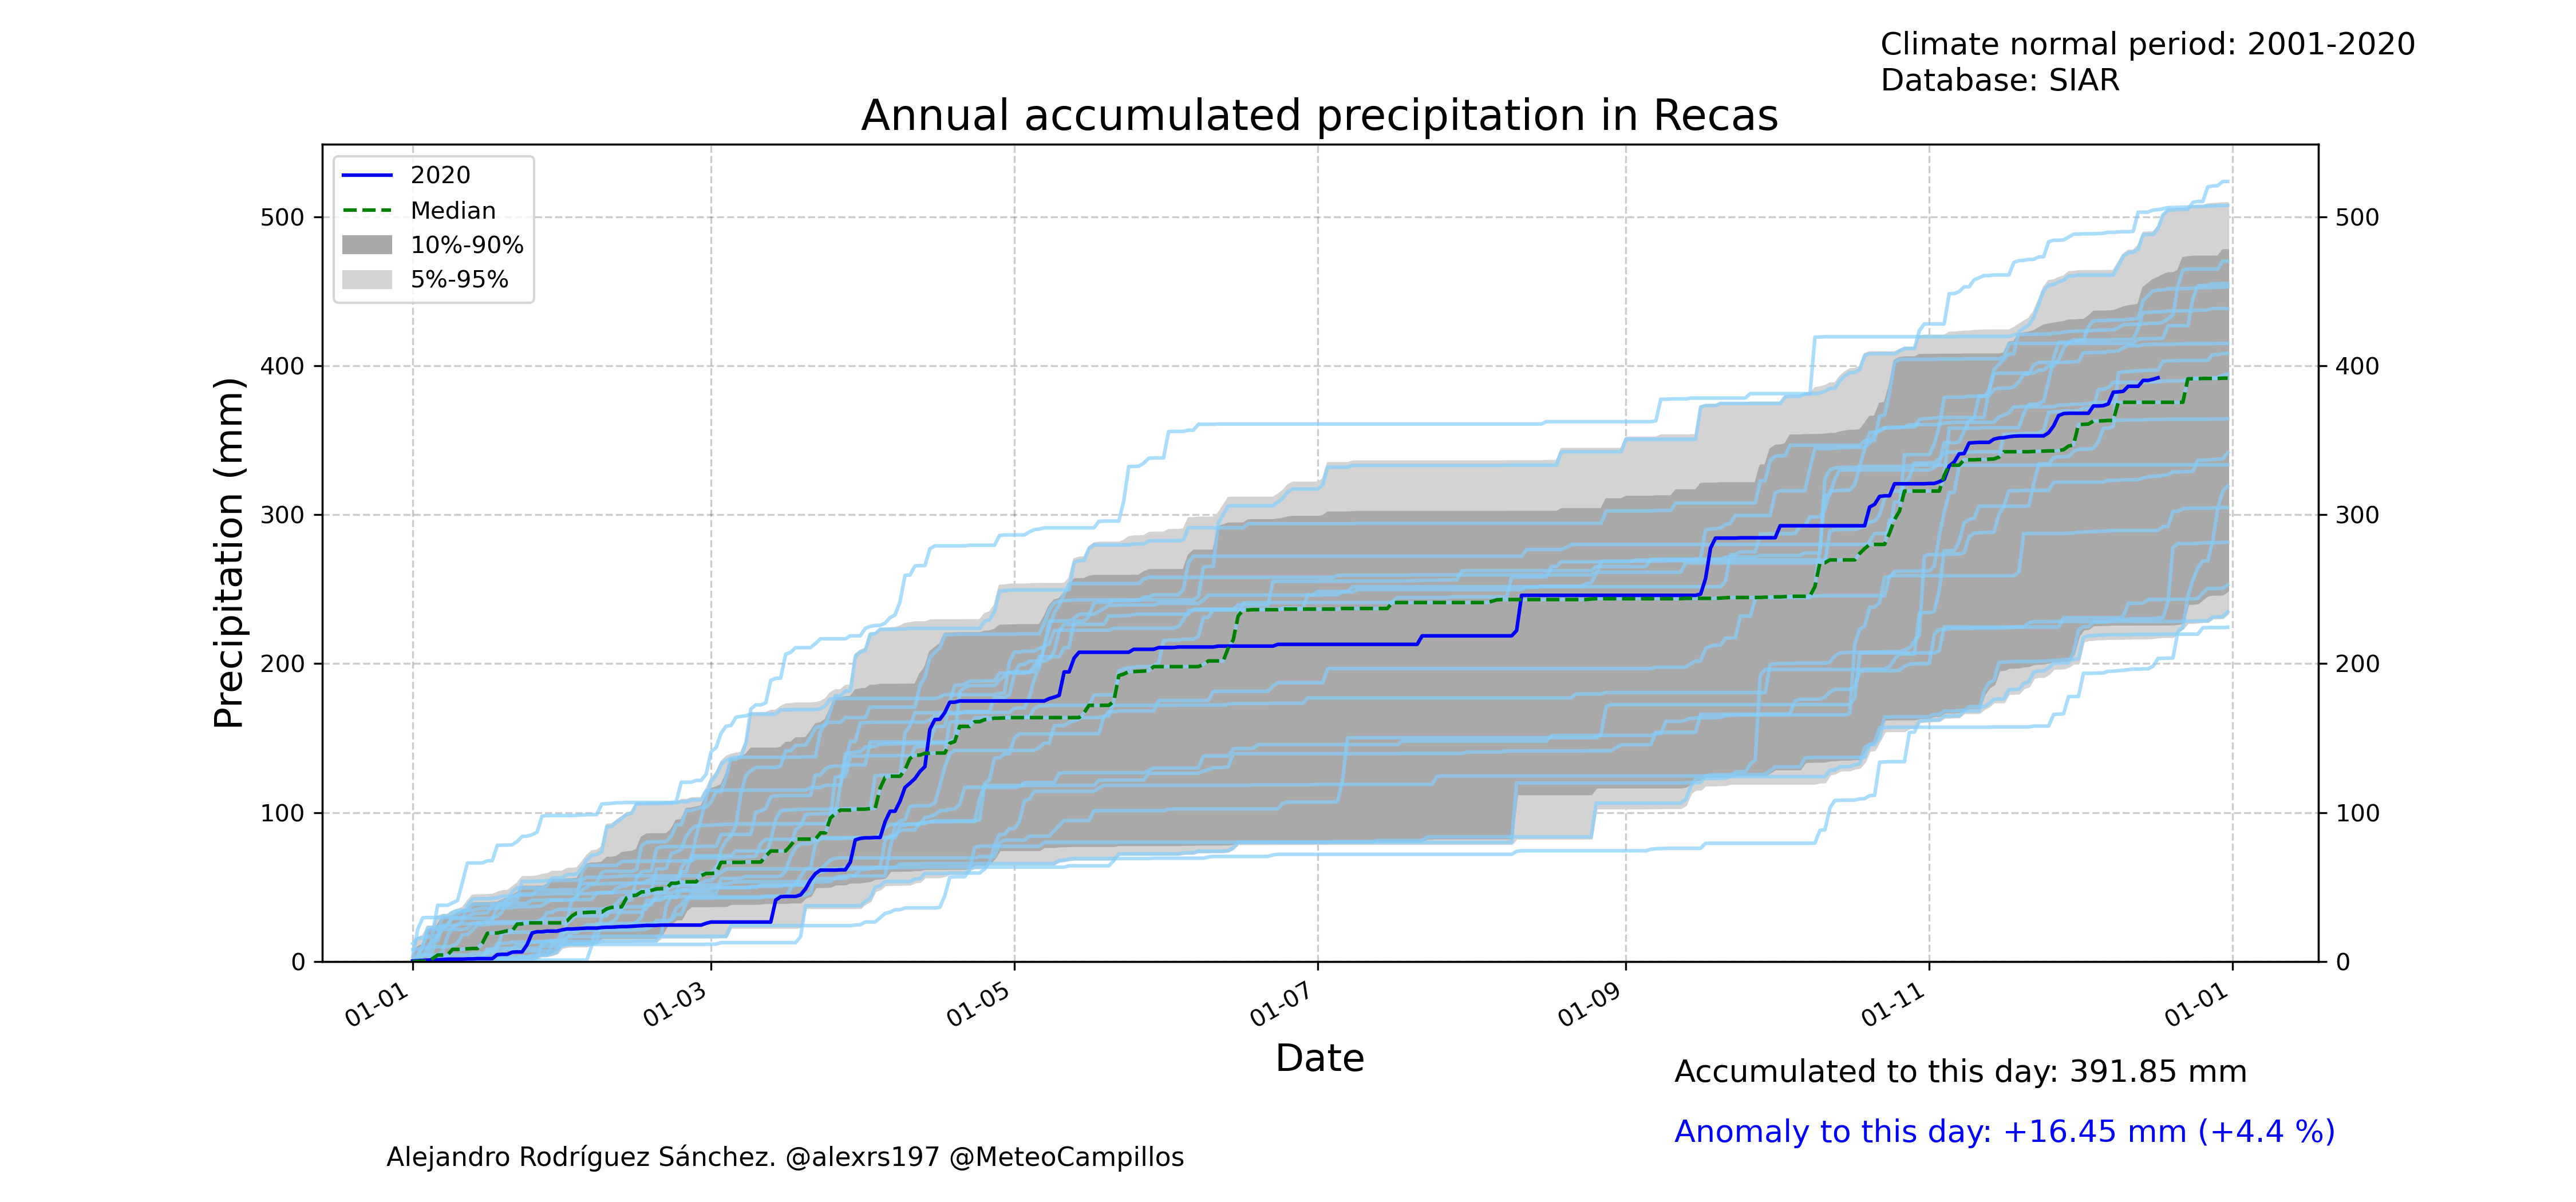 Climate normal period: 2001-2020
Database: SIAR
Annual accumulated precipitation in Recas
2020
Median
10%-90%
5%-95%
Precipitation (mm)
500
400
300
200
100
0
500
400
300
200
100
0
01-01
01-03
01-05
01-07
01-09
01-11
01-01
Date
Accumulated to this day: 391.85 mm
Anomaly to this day: +16.45 mm (+4.4 %)
Alejandro Rodríguez Sánchez. @alexrs197 @MeteoCampillos